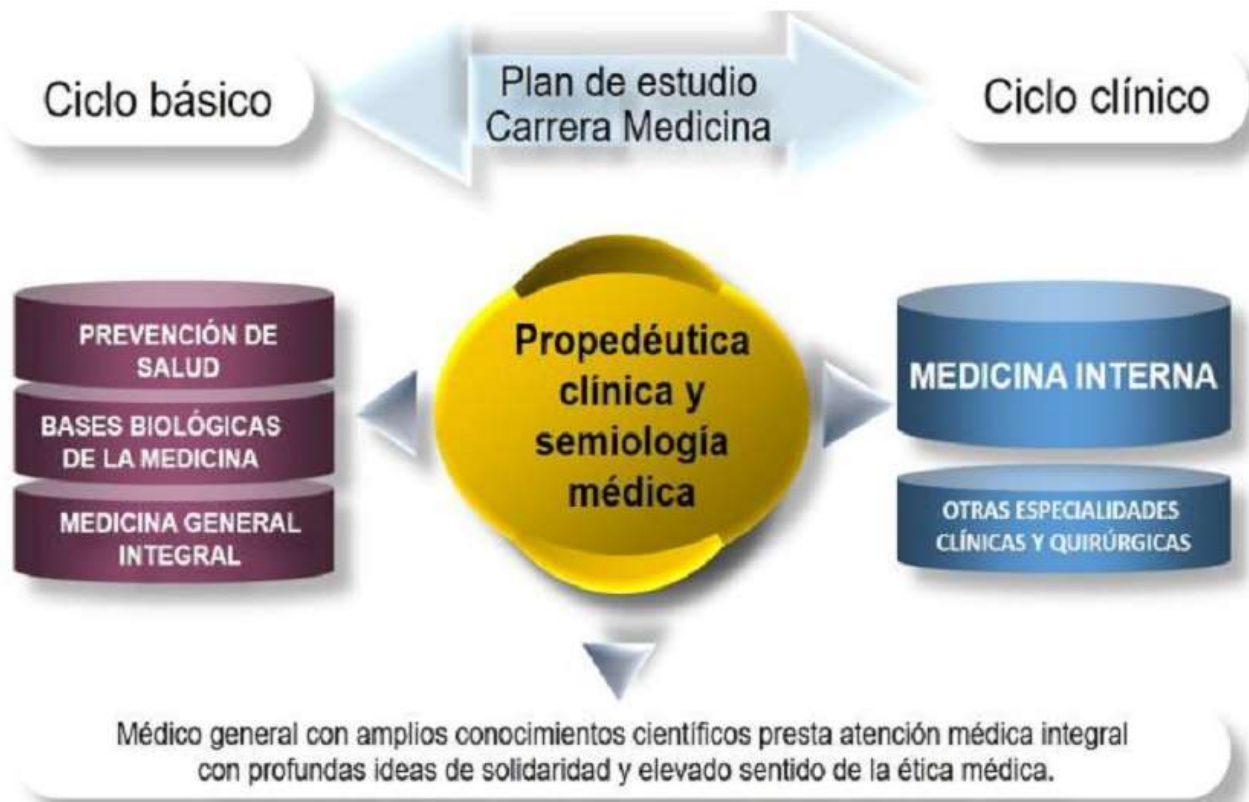 Ciclo básico
Plan de estudio
Carrera Medicina
Ciclo clínico
PREVENCIÓN DE
SALUD
BASES BIOLÓGICAS
DE LA MEDICINA
MEDICINA GENERAL
INTEGRAL
Propedéutica
clínica y
semiología
médica
MEDICINA INTERNA
OTRAS ESPECIALIDADES
CLÍNICAS Y QUIRÚRGICAS
Médico general con amplios conocimientos científicos presta atención médica integral
con profundas ideas de solidaridad y elevado sentido de la ética médica.